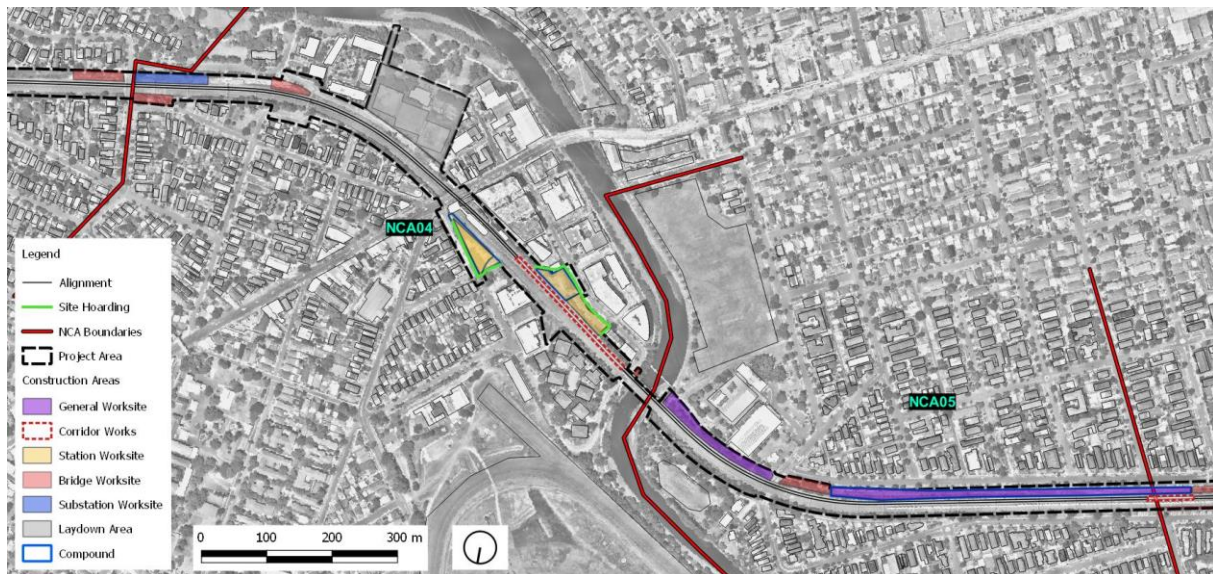 NCA04
NCA05
Legend
Alignment
Site Hoarding
NCA Boundaries
Project Area
Construction Areas
General Worksite
Corridor Works
Station Worksite
Bridge Worksite
Substation Worksite
Laydown Area
Compound
0 100 200 300 m